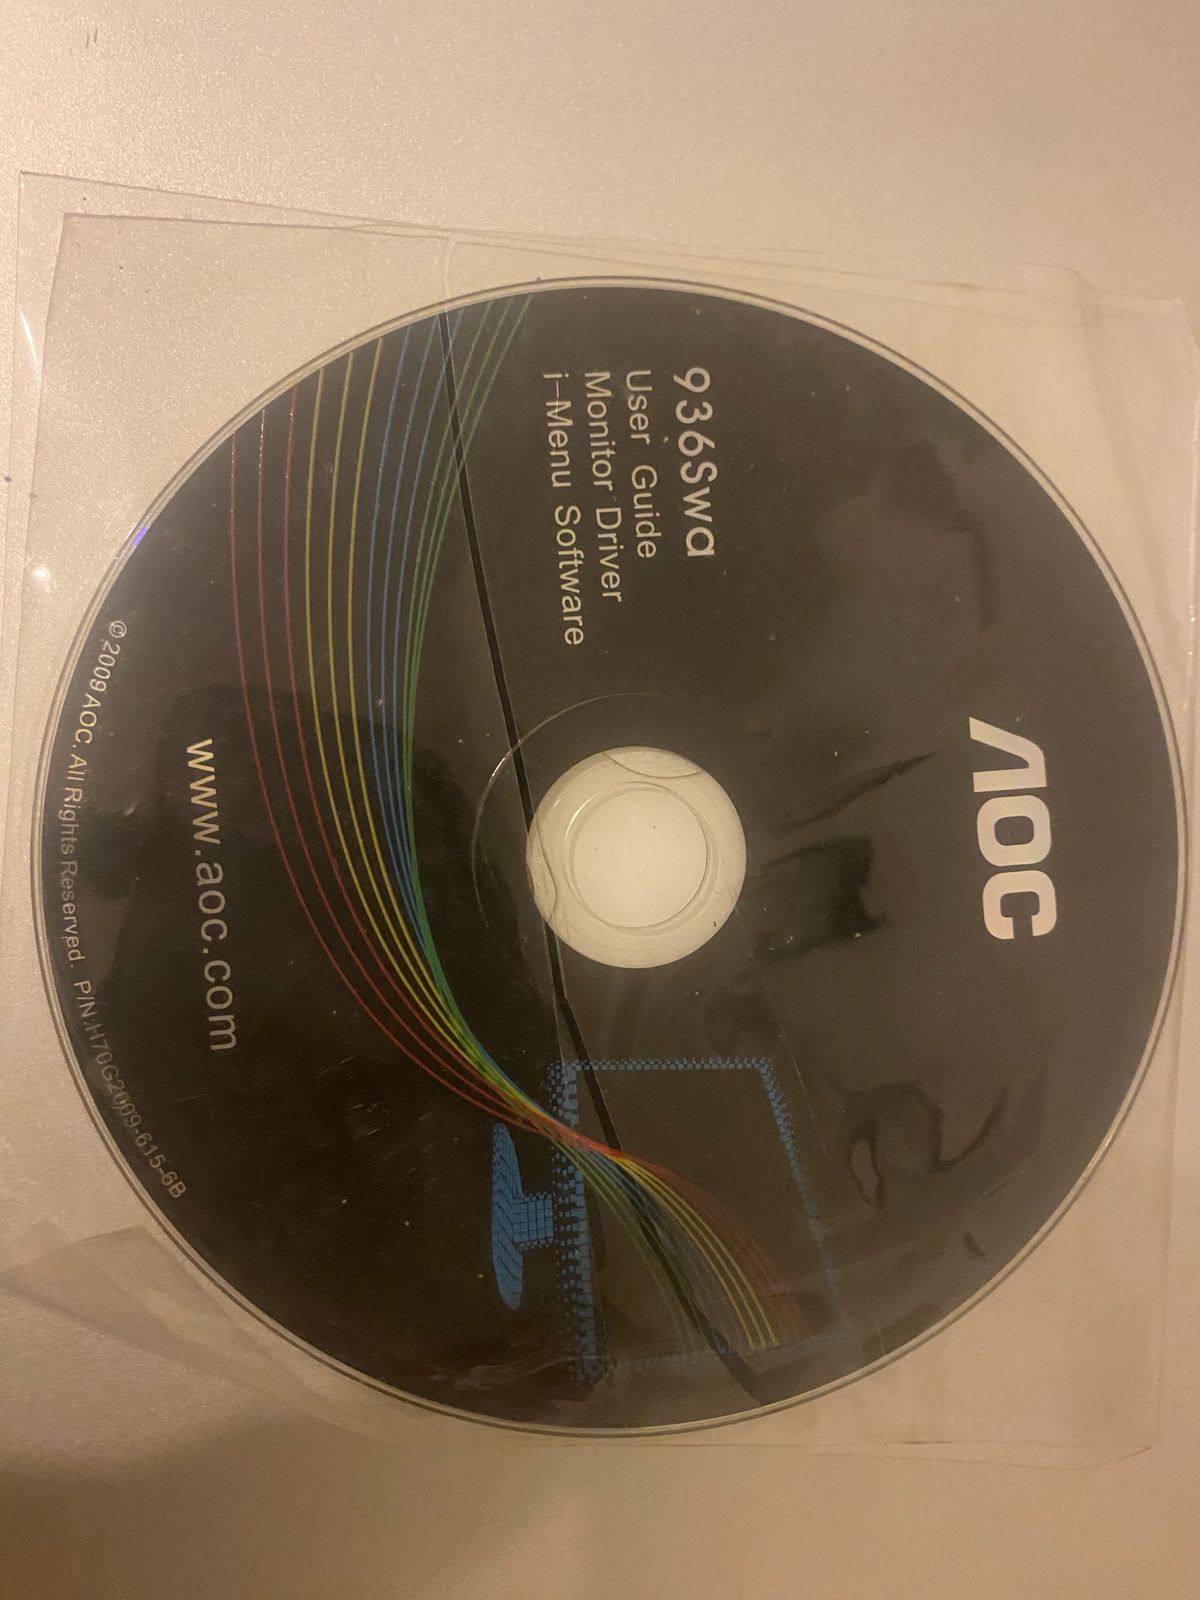 AOC
936Swa
User Guide
Monitor Driver
i-Menu Software
www.aoc.com
©2009 AOC. All Rights Reserved. P/N:H70G2009-615-6B